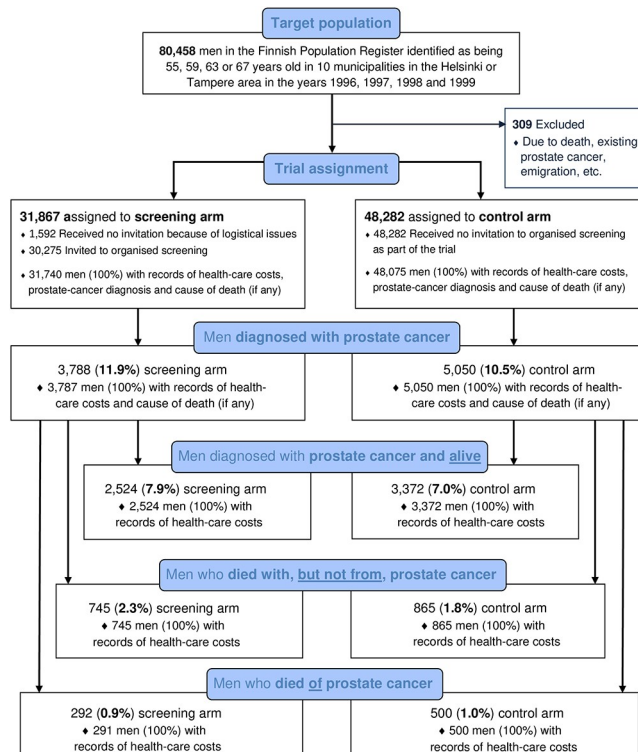 Target population
80,458 men in the Finnish Population Register identified as being
55, 59, 63 or 67 years old in 10 municipalities in the Helsinki or
Tampere area in the years 1996, 1997, 1998 and 1999
309 Excluded
♦ Due to death, existing
prostate cancer,
emigration, etc.
Trial assignment
31,867 assigned to screening arm
♦ 1,592 Received no invitation because of logistical issues
♦ 30,275 Invited to organised screening
♦ 31,740 men (100%) with records of health-care costs,
prostate-cancer diagnosis and cause of death (if any)
48,282 assigned to control arm
♦ 48,282 Received no invitation to organised screening
as part of the trial
♦ 48,075 men (100%) with records of health-care costs,
prostate-cancer diagnosis and cause of death (if any)
Men diagnosed with prostate cancer
3,788 (11.9%) screening arm
♦ 3,787 men (100%) with records of health-
care costs and cause of death (if any)
5,050 (10.5%) control arm
♦ 5,050 men (100%) with records of health-
care costs and cause of death (if any)
Men diagnosed with prostate cancer and alive
2,524 (7.9%) screening arm
♦ 2,524 men (100%) with
records of health-care costs
3,372 (7.0%) control arm
♦ 3,372 men (100%) with
records of health-care costs
Men who died with, but not from, prostate cancer
745 (2.3%) screening arm
♦ 745 men (100%) with
records of health-care costs
865 (1.8%) control arm
♦ 865 men (100%) with
records of health-care costs
Men who died of prostate cancer
292 (0.9%) screening arm
♦ 291 men (100%) with
records of health-care costs
500 (1.0%) control arm
♦ 500 men (100%) with
records of health-care costs